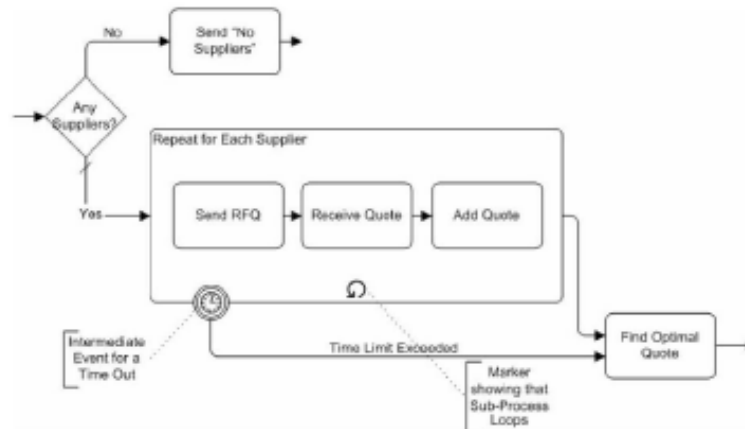 No
Send "No
Suppliers"
Any
Suppliers?
Yes
Repeat for Each Supplier
Send RFQ
Receive Quote
Add Quote
Intermediate
Event for a
Time Out
Time Limit Exceeded
Marker
showing that
Sub-Process
Loops
Find Optimal
Quote